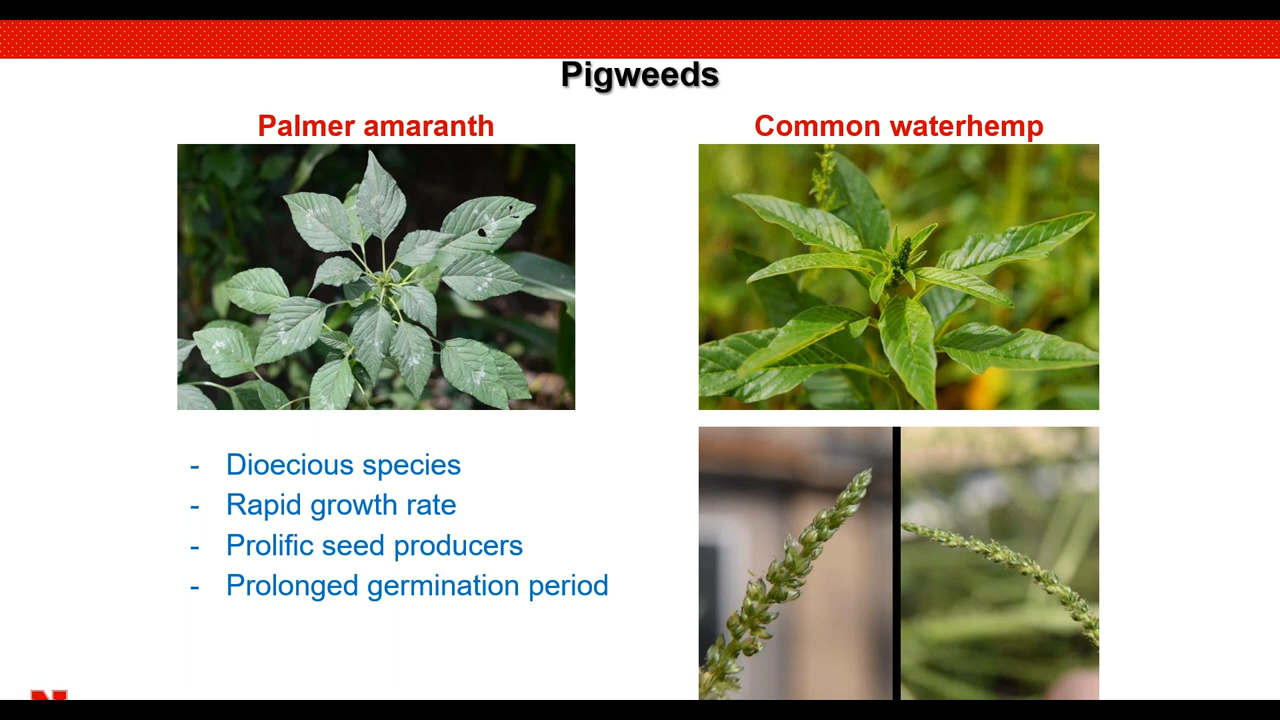 Pigweeds
Palmer amaranth
Common waterhemp
- Dioecious species
- Rapid growth rate
- Prolific seed producers
- Prolonged germination period